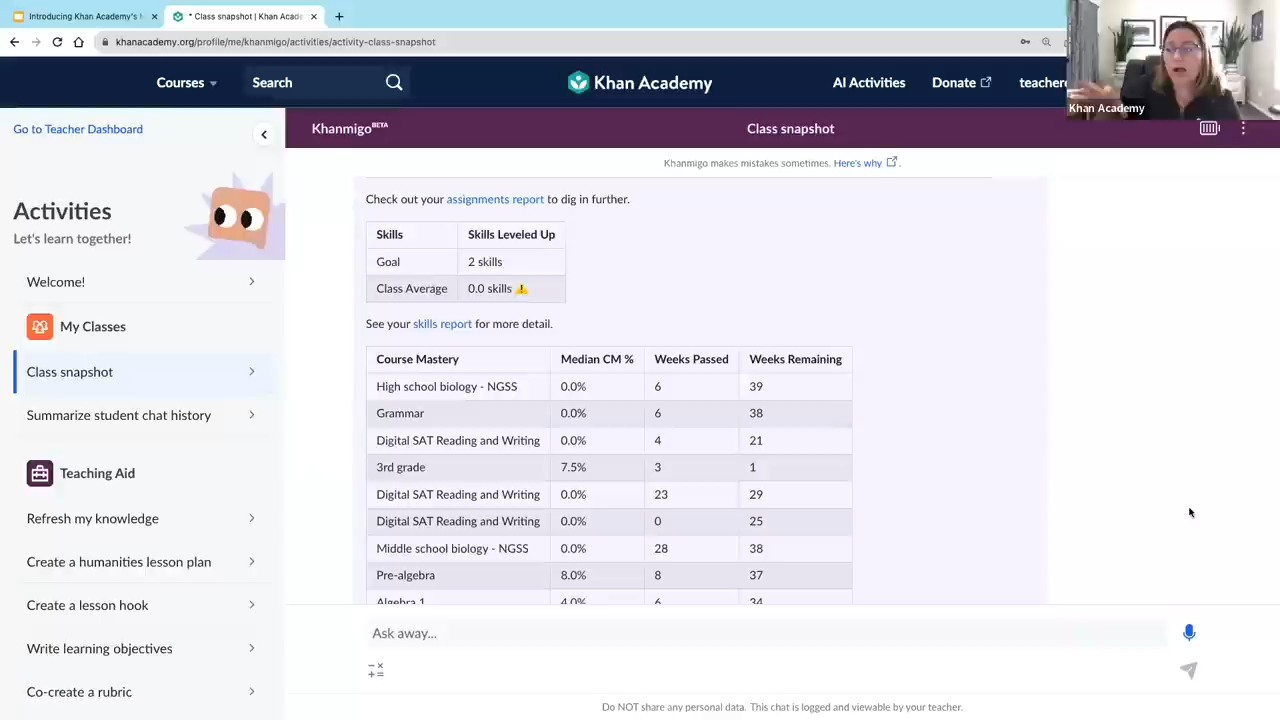 Introducing Khan Academy's N
* Class snapshot | Khan Acade
khanacademy.org/profile/me/khanmigo/activities/activity-class-snapshot
Courses
Search
Khan Academy
AI Activities
Donate
teacher
Khan Academy
Go to Teacher Dashboard
Khanmigo BETA
Class snapshot
Khanmigo makes mistakes sometimes. Here's why.
Activities
Let's learn together!
Welcome!
My Classes
Class snapshot
Summarize student chat history
Teaching Aid
Refresh my knowledge
Create a humanities lesson plan
Create a lesson hook
Write learning objectives
Co-create a rubric
Check out your assignments report to dig in further.
Skills Skills Leveled Up
Goal 2 skills
Class Average 0.0 skills ⚠️
See your skills report for more detail.
Course Mastery Median CM % Weeks Passed Weeks Remaining
High school biology - NGSS 0.0% 6 39
Grammar 0.0% 6 38
Digital SAT Reading and Writing 0.0% 4 21
3rd grade 7.5% 3 1
Digital SAT Reading and Writing 0.0% 23 29
Digital SAT Reading and Writing 0.0% 0 25
Middle school biology - NGSS 0.0% 28 38
Pre-algebra 8.0% 8 37
Algebra 1 4.0% 6 34
Ask away...
Do NOT share any personal data. This chat is logged and viewable by your teacher.